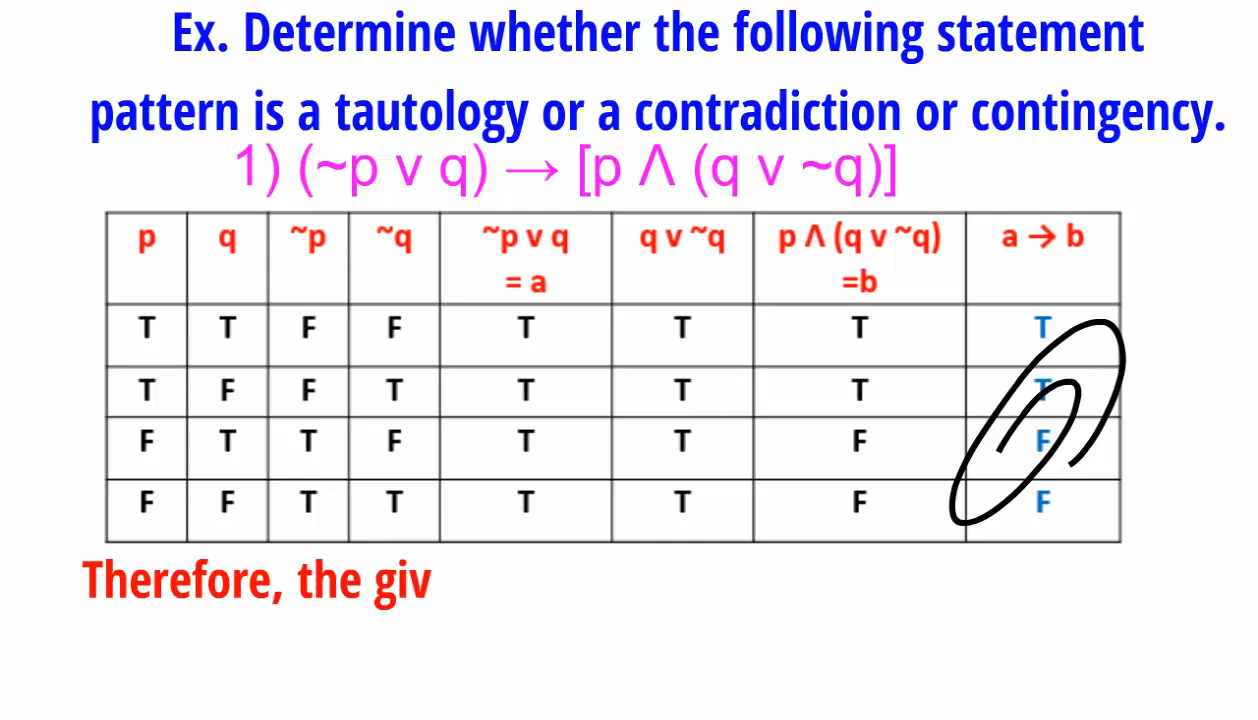 Ex. Determine whether the following statement
pattern is a tautology or a contradiction or contingency.
1) (~p v q) → [p Λ (q v ~q)]
p q ~p ~q ~p v q = a q v ~q p Λ (q v ~q) =b a → b
T T F F T T T T
T F F T T T T T
F T T F T T F F
F F T T T T F F
Therefore, the giv